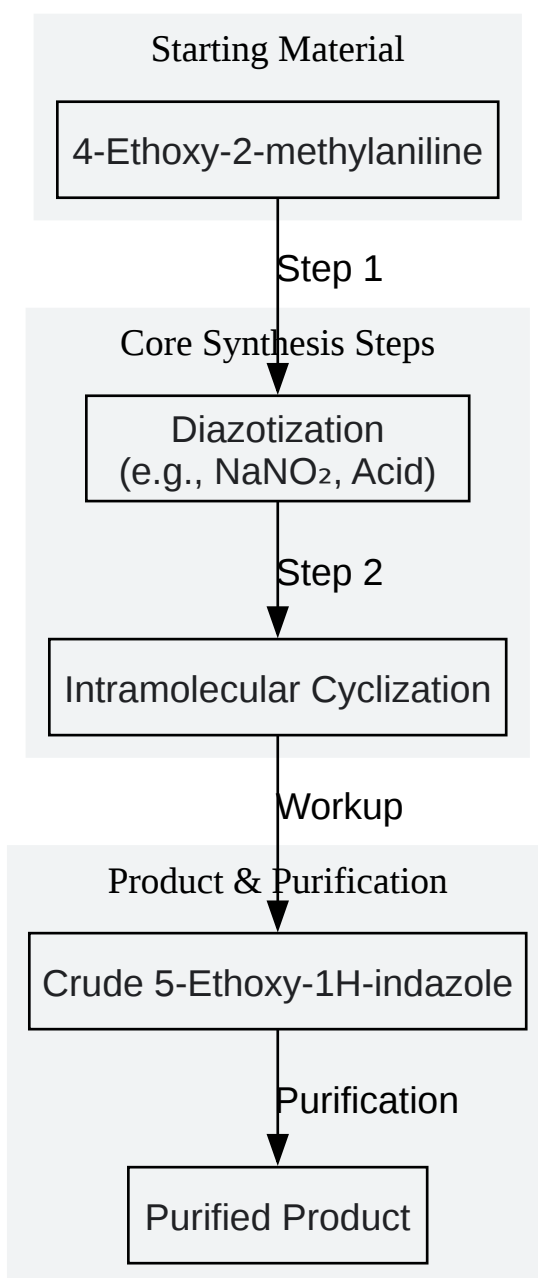 Starting Material
4-Ethoxy-2-methylaniline
Step 1
Core Synthesis Steps
Diazotization
(e.g., NaNO₂, Acid)
Step 2
Intramolecular Cyclization
Workup
Product & Purification
Crude 5-Ethoxy-1H-indazole
Purification
Purified Product